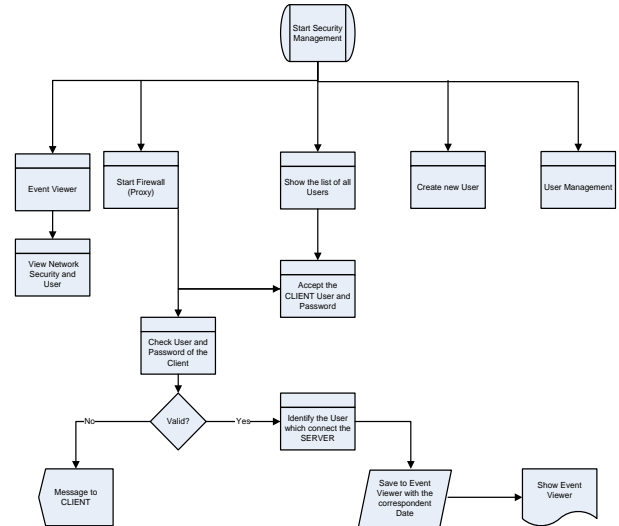 Start Security
Management
Event Viewer
Start Firewall
(Proxy)
Show the list of all
Users
Create new User
User Management
View Network
Security and
User
Accept the
CLIENT User and
Password
Check User and
Password of the
Client
No
Valid?
Yes
Identify the User
which connect the
SERVER
Message to
CLIENT
Save to Event
Viewer with the
correspondent
Date
Show Event
Viewer